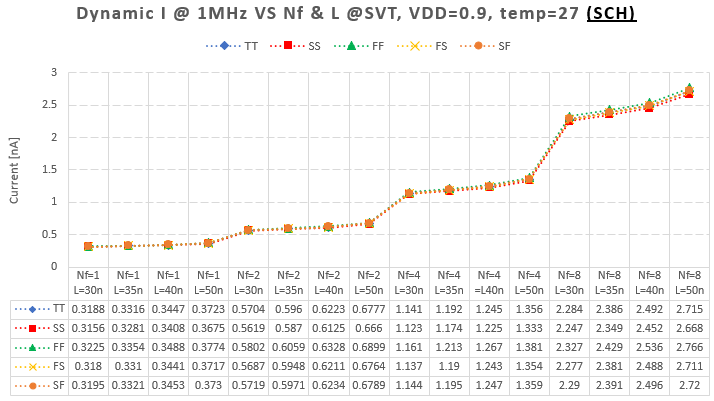 Dynamic I @ 1MHz VS Nf & L @SVT, VDD=0.9, temp=27 (SCH)
TT SS FF FS SF
Current [nA]
3
2.5
2
1.5
1
0.5
0
Nf=1 Nf=1 Nf=1 Nf=1 Nf=2 Nf=2 Nf=2 Nf=2 Nf=4 Nf=4 Nf=4 Nf=4 Nf=8 Nf=8 Nf=8 Nf=8
L=30n L=35n L=40n L=50n L=30n L=35n L=40n L=50n L=30n L=35n =L40n L=50n L=30n L=35n L=40n L=50n
TT 0.3188 0.3316 0.3447 0.3723 0.5704 0.596 0.6223 0.6777 1.141 1.192 1.245 1.356 2.284 2.386 2.492 2.715
SS 0.3156 0.3281 0.3408 0.3675 0.5619 0.587 0.6125 0.666 1.123 1.174 1.225 1.333 2.247 2.349 2.452 2.668
FF 0.3225 0.3354 0.3488 0.3774 0.5802 0.6059 0.6328 0.6899 1.161 1.213 1.267 1.381 2.327 2.429 2.536 2.766
FS 0.318 0.331 0.3441 0.3717 0.5687 0.5948 0.6211 0.6764 1.137 1.19 1.243 1.354 2.277 2.381 2.488 2.711
SF 0.3195 0.3321 0.3453 0.373 0.5719 0.5971 0.6234 0.6789 1.144 1.195 1.247 1.359 2.29 2.391 2.496 2.72